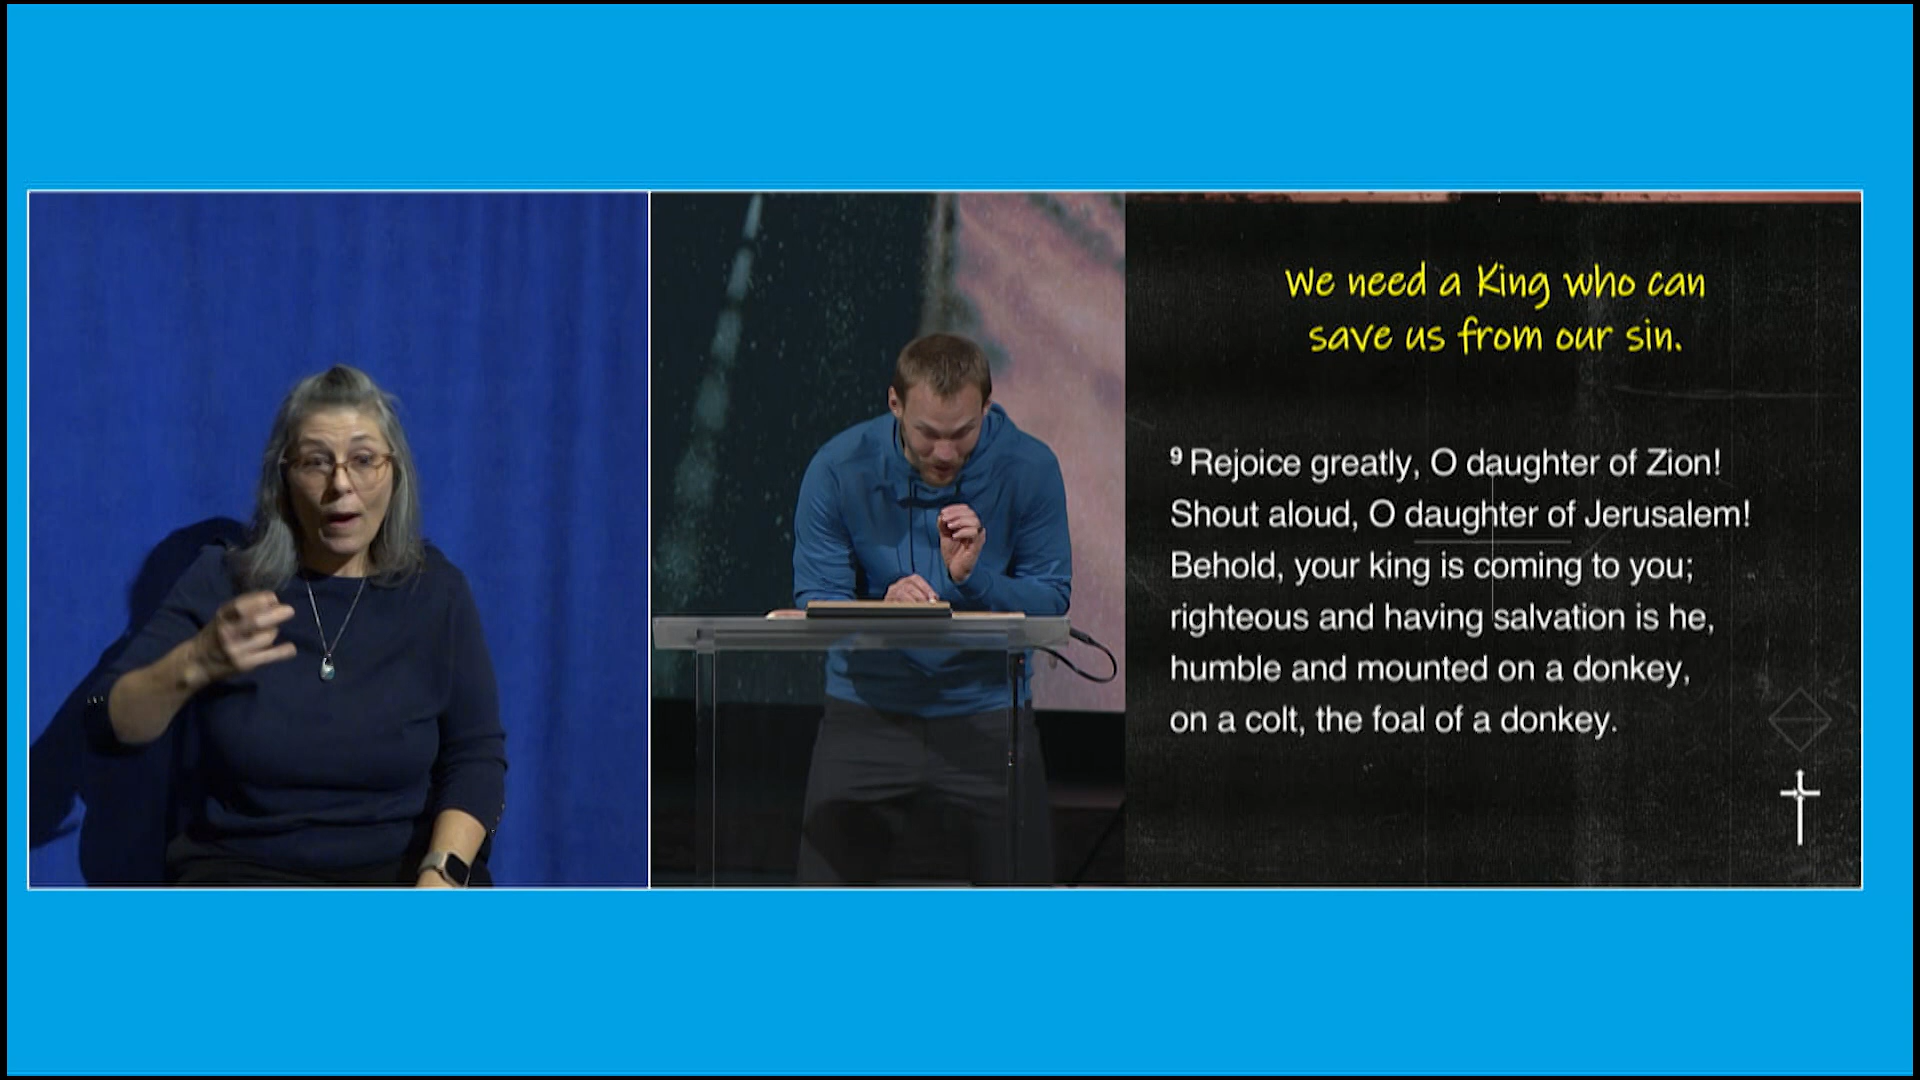 We need a King who can
save us from our sin.
9 Rejoice greatly, O daughter of Zion!
Shout aloud, O daughter of Jerusalem!
Behold, your king is coming to you;
righteous and having salvation is he,
humble and mounted on a donkey,
on a colt, the foal of a donkey.